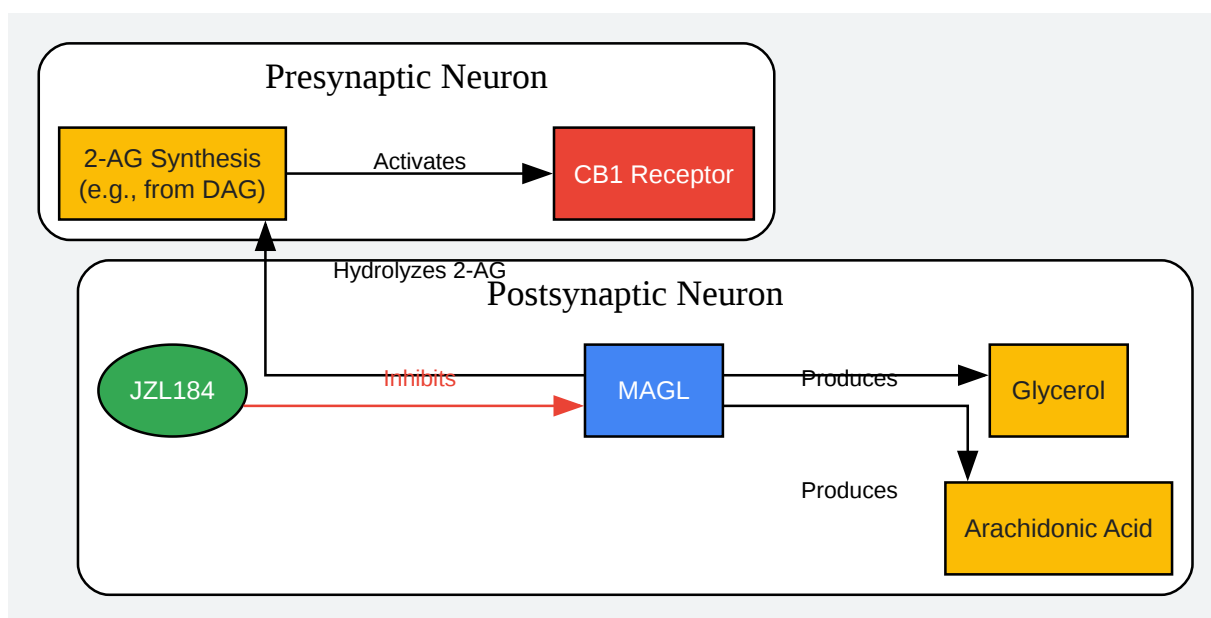 Presynaptic Neuron
2-AG Synthesis
(e.g., from DAG)
Activates
CB1 Receptor
Hydrolyzes 2-AG
Postsynaptic Neuron
JZL184
Inhibits
MAGL
Produces
Glycerol
Produces
Arachidonic Acid